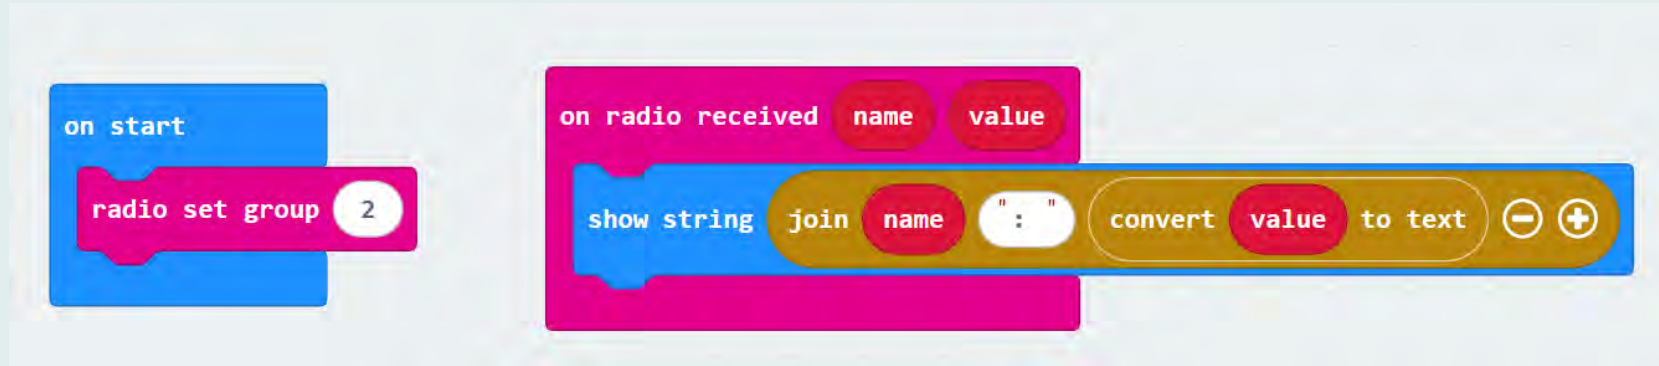 on start
radio set group 2
on radio received name value
show string join name " : " convert value to text